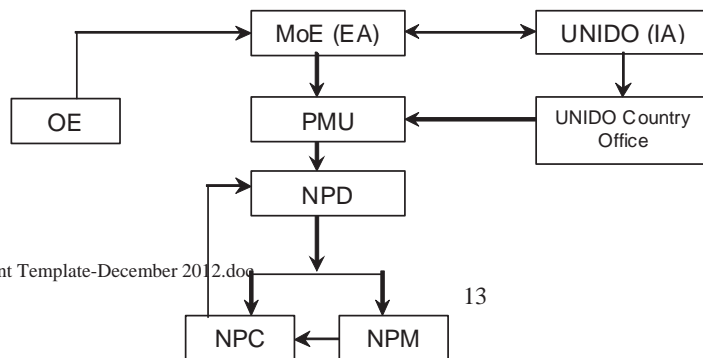 MoE (EA) UNIDO (IA)
OE PMU UNIDO Country
Office
NPD
nt Template-December 2012.doc
13
NPC NPM